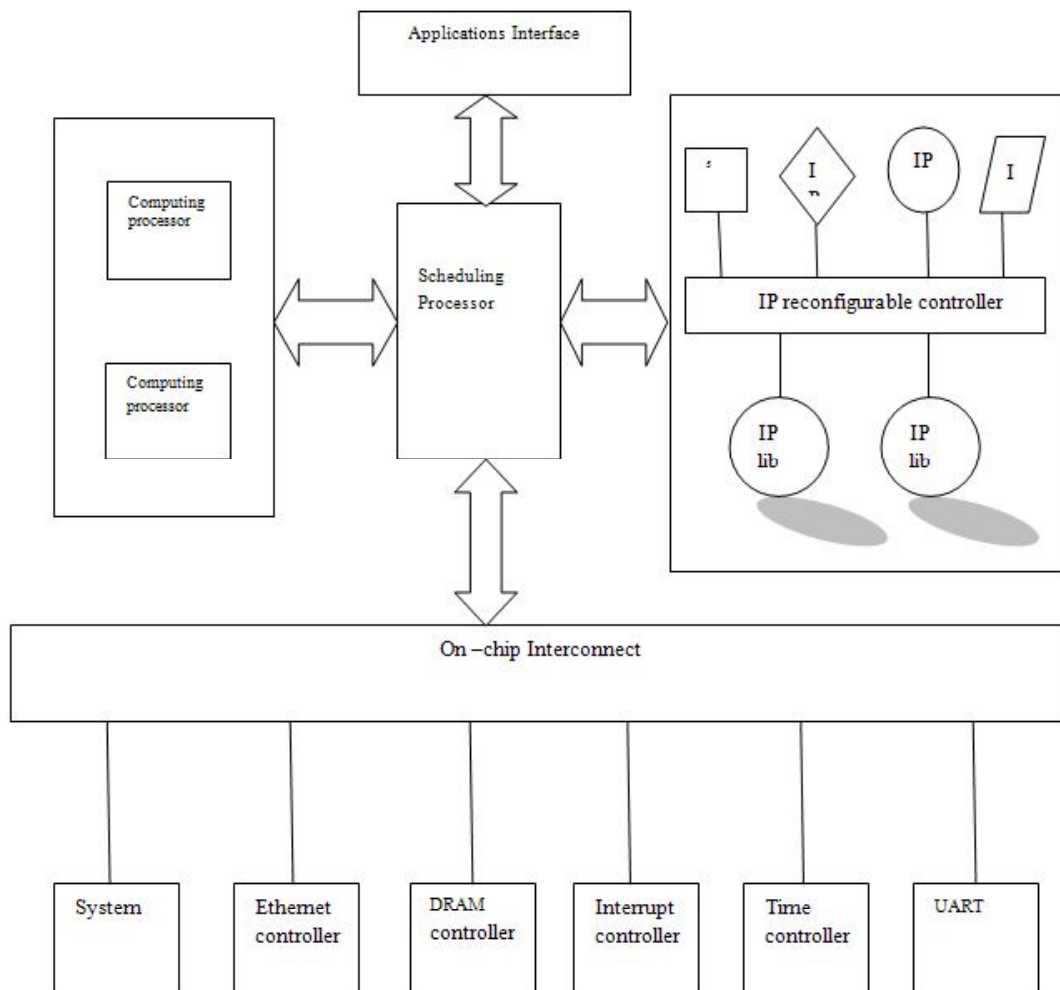 Applications Interface
Computing
processor
Computing
processor
Scheduling
Processor
I
IP
I
IP reconfigurable controller
IP
lib
IP
lib
On –chip Interconnect
System
Ethernet
controller
DRAM
controller
Interrupt
controller
Time
controller
UART